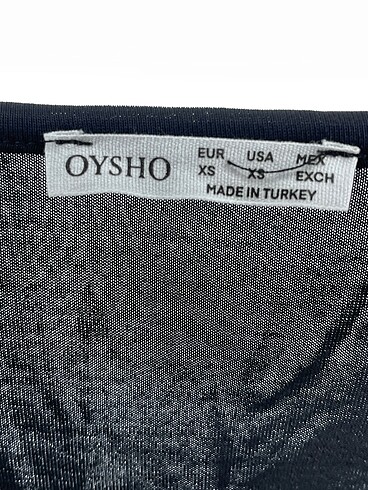 OYSHO
EUR USA MEX
XS XS EXCH
MADE IN TURKEY